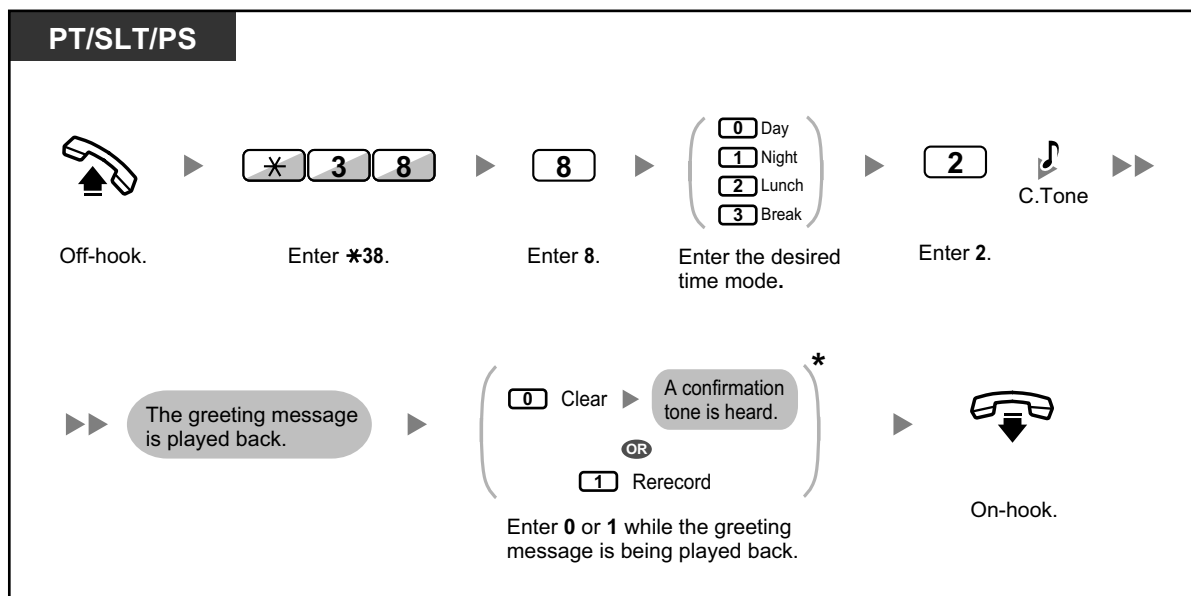 PT/SLT/PS
0 Day
1 Night
2 Lunch
3 Break
* 3 8
8
2
C.Tone
Off-hook.
Enter *38.
Enter 8.
Enter the desired
time mode.
Enter 2.
The greeting message
is played back.
0 Clear
A confirmation
tone is heard.
*
OR
1 Rerecord
Enter 0 or 1 while the greeting
message is being played back.
On-hook.